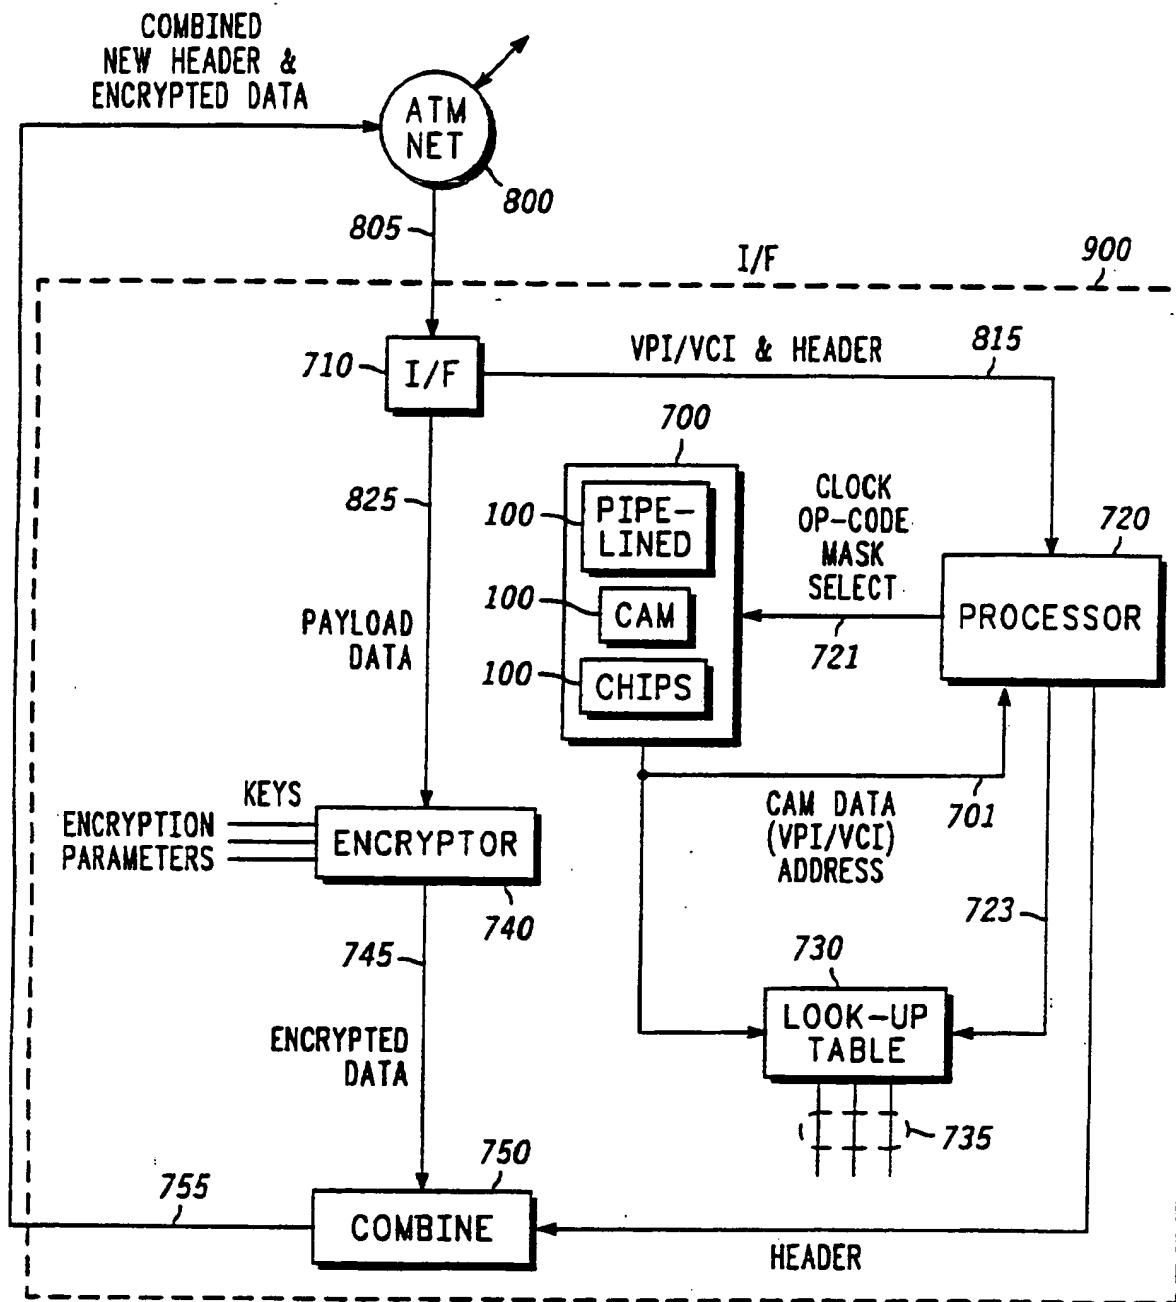 COMBINED
NEW HEADER &
ENCRYPTED DATA
ATM
NET
800
805
I/F
900
710
I/F
VPI/VCI & HEADER
815
700
825
100
PIPE-
LINED
CLOCK
OP-CODE
MASK
SELECT
720
100
CAM
PROCESSOR
PAYLOAD
DATA
721
100
CHIPS
KEYS
ENCRYPTION
PARAMETERS
ENCRYPTOR
CAM DATA
(VPI/VCI)
ADDRESS
701
740
723
745
730
LOOK-UP
TABLE
ENCRYPTED
DATA
735
750
755
COMBINE
HEADER